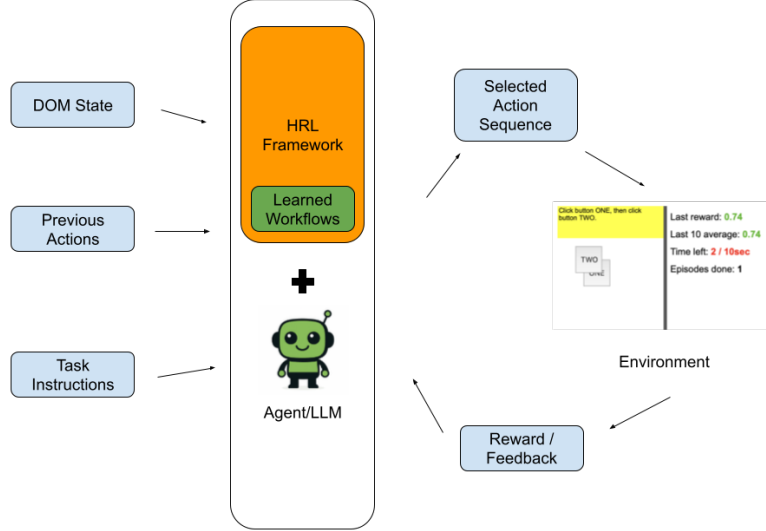 DOM State
Previous
Actions
Task
Instructions
HRL
Framework
Learned
Workflows
Agent/LLM
Selected
Action
Sequence
Click button ONE, then click
button TWO.
TWO
ONE
Last reward: 0.74
Last 10 average: 0.74
Time left: 2 / 10sec
Episodes done: 1
Environment
Reward /
Feedback